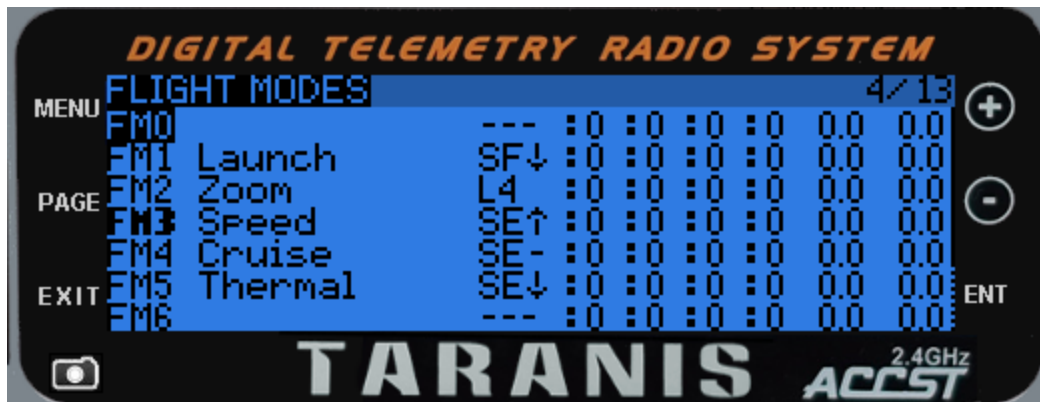 DIGITAL TELEMETRY RADIO SYSTEM
MENU
PAGE
EXIT
FLIGHT MODES 4/13
FM0 --- :0 :0 :0 :0 0.0 0.0
FM1 Launch SF↓ :0 :0 :0 :0 0.0 0.0
FM2 Zoom L4 :0 :0 :0 :0 0.0 0.0
FM3 Speed SE↑ :0 :0 :0 :0 0.0 0.0
FM4 Cruise SE- :0 :0 :0 :0 0.0 0.0
FM5 Thermal SE↓ :0 :0 :0 :0 0.0 0.0
FM6 --- :0 :0 :0 :0 0.0 0.0
+
-
ENT
TARANIS
2.4GHz
ACCST